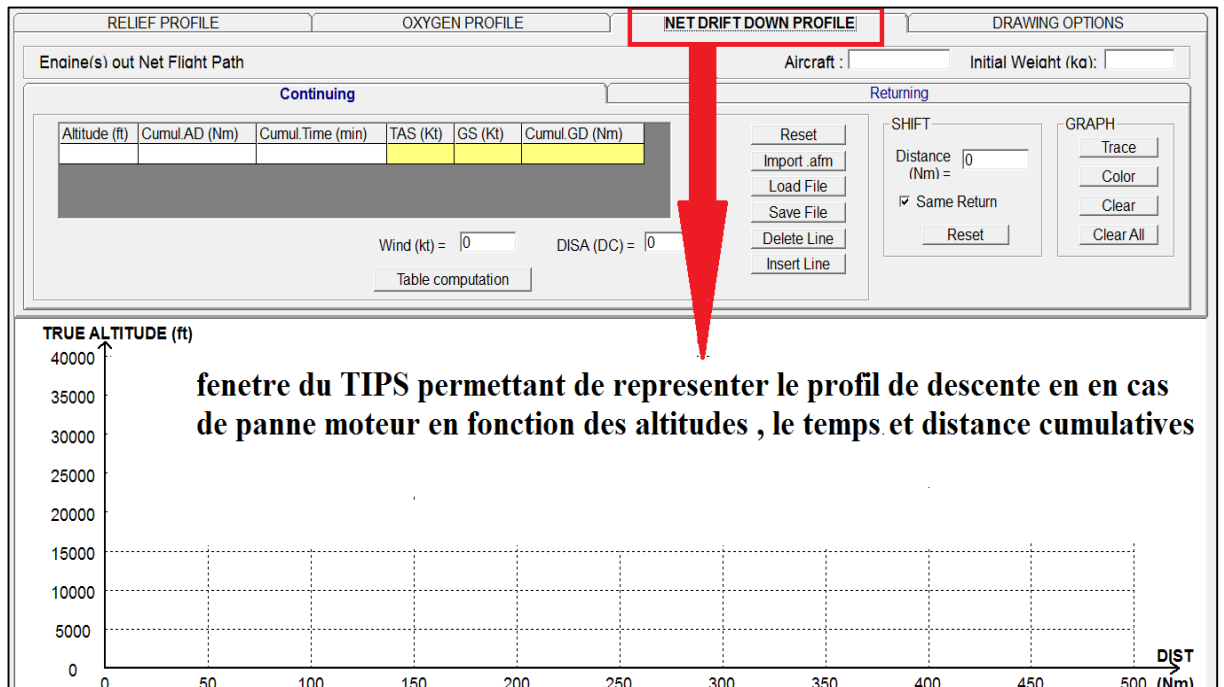 RELIEF PROFILE
OXYGEN PROFILE
NET DRIFT DOWN PROFILE
DRAWING OPTIONS
Engine(s) out Net Flight Path
Aircraft :
Initial Weight (kg):
Continuing
Returning
Altitude (ft) Cumul.AD (Nm) Cumul.Time (min) TAS (Kt) GS (Kt) Cumul.GD (Nm)
Wind (kt) = 0
DISA (DC) = 0
Table computation
Reset
Import .afm
Load File
Save File
Delete Line
Insert Line
SHIFT
Distance 0
(Nm) =
Same Return
Reset
GRAPH
Trace
Color
Clear
Clear All
TRUE ALTITUDE (ft)
fenetre du TIPS permettant de representer le profil de descente en en cas
de panne moteur en fonction des altitudes , le temps et distance cumulatives
40000
35000
30000
25000
20000
15000
10000
5000
0
DIST
0 50 100 150 200 250 300 350 400 450 500 (Nm)